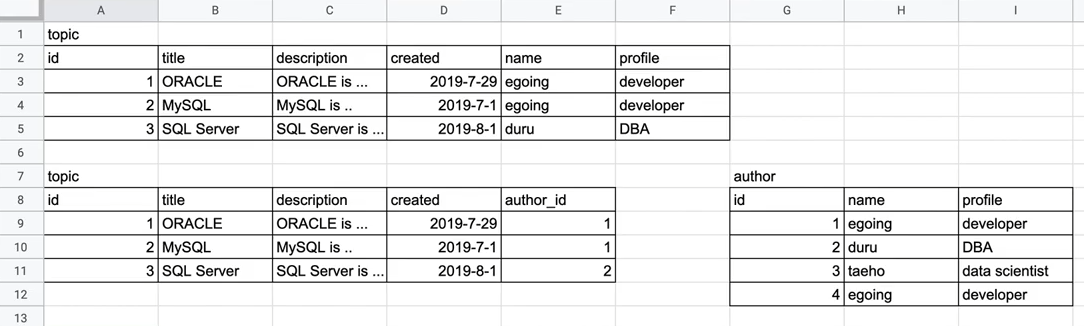 A B C D E F G H I
1 topic
2 id title description created name profile
3 1 ORACLE ORACLE is ... 2019-7-29 egoing developer
4 2 MySQL MySQL is .. 2019-7-1 egoing developer
5 3 SQL Server SQL Server is ... 2019-8-1 duru DBA
6
7 topic author
8 id title description created author_id id name profile
9 1 ORACLE ORACLE is ... 2019-7-29 1 1 egoing developer
10 2 MySQL MySQL is .. 2019-7-1 1 2 duru DBA
11 3 SQL Server SQL Server is ... 2019-8-1 2 3 taeho data scientist
12 4 egoing developer
13